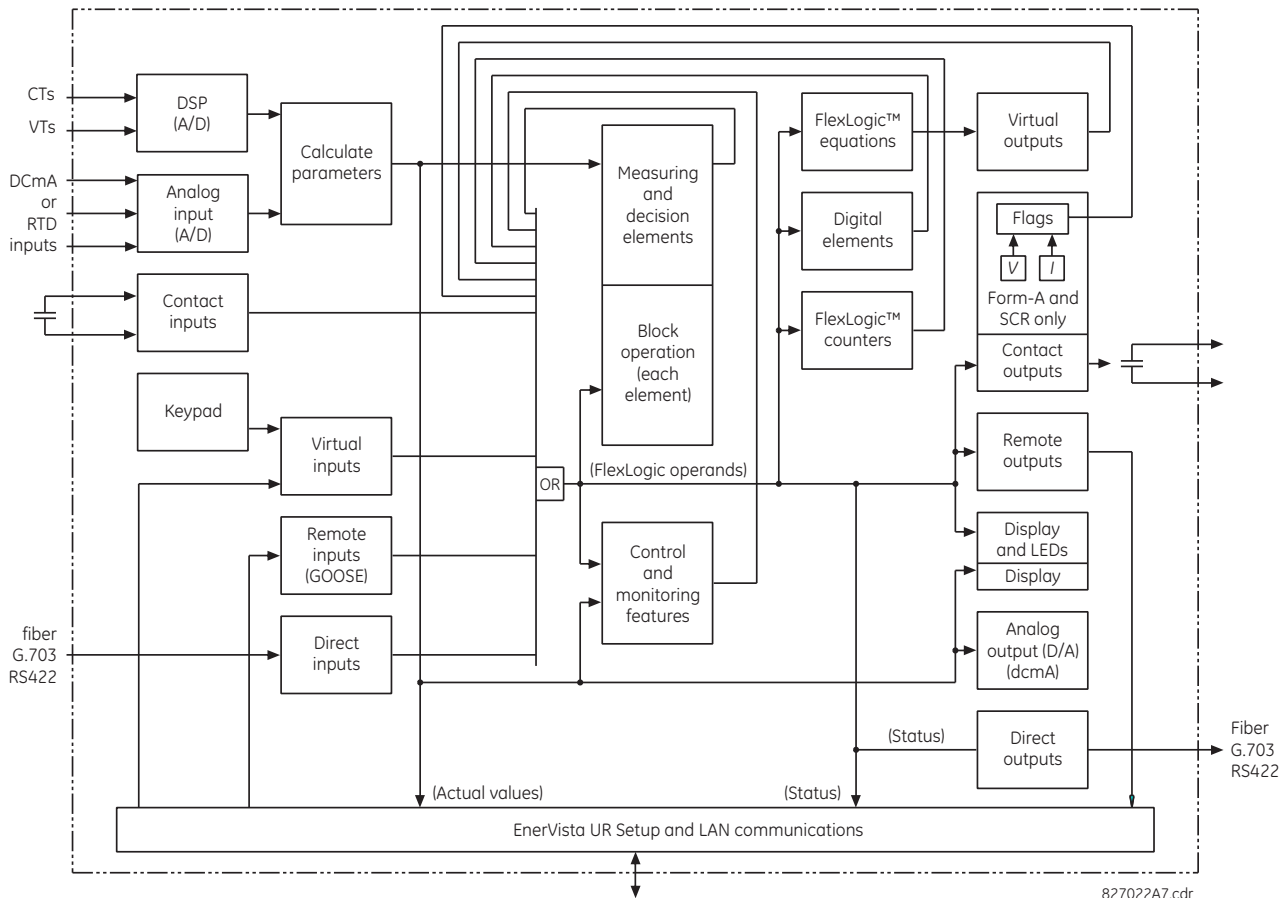 CTs
VTs
DSP
(A/D)
DCmA
or
RTD
inputs
Analog
input
(A/D)
Calculate
parameters
Contact
inputs
Keypad
Virtual
inputs
Remote
inputs
(GOOSE)
fiber
G.703
RS422
Direct
inputs
OR
Measuring
and
decision
elements
Block
operation
(each
element)
(FlexLogic operands)
Control
and
monitoring
features
FlexLogic™
equations
Digital
elements
FlexLogic™
counters
Virtual
outputs
Flags
V
I
Form-A and
SCR only
Contact
outputs
Remote
outputs
Display
and LEDs
Display
Analog
output (D/A)
(dcmA)
(Status)
Direct
outputs
Fiber
G.703
RS422
(Actual values)
(Status)
EnerVista UR Setup and LAN communications
827022A7.cdr